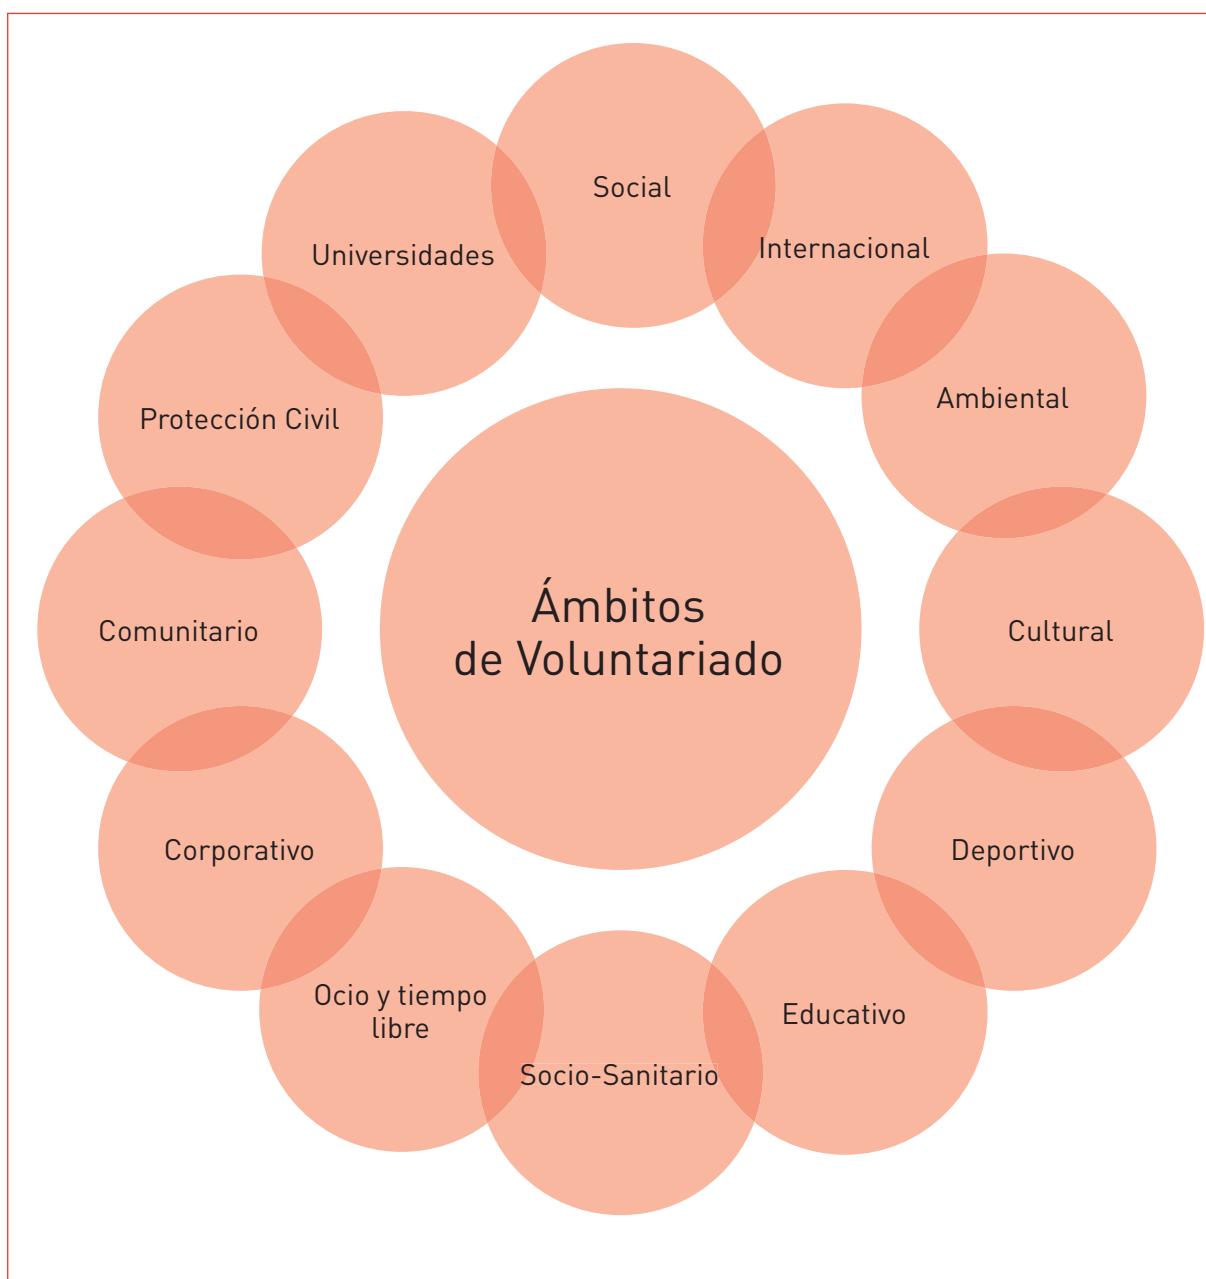 Social
Internacional
Universidades
Ambiental
Protección Civil
Ámbitos
de Voluntariado
Comunitario
Cultural
Corporativo
Deportivo
Ocio y tiempo
libre
Educativo
Socio-Sanitario